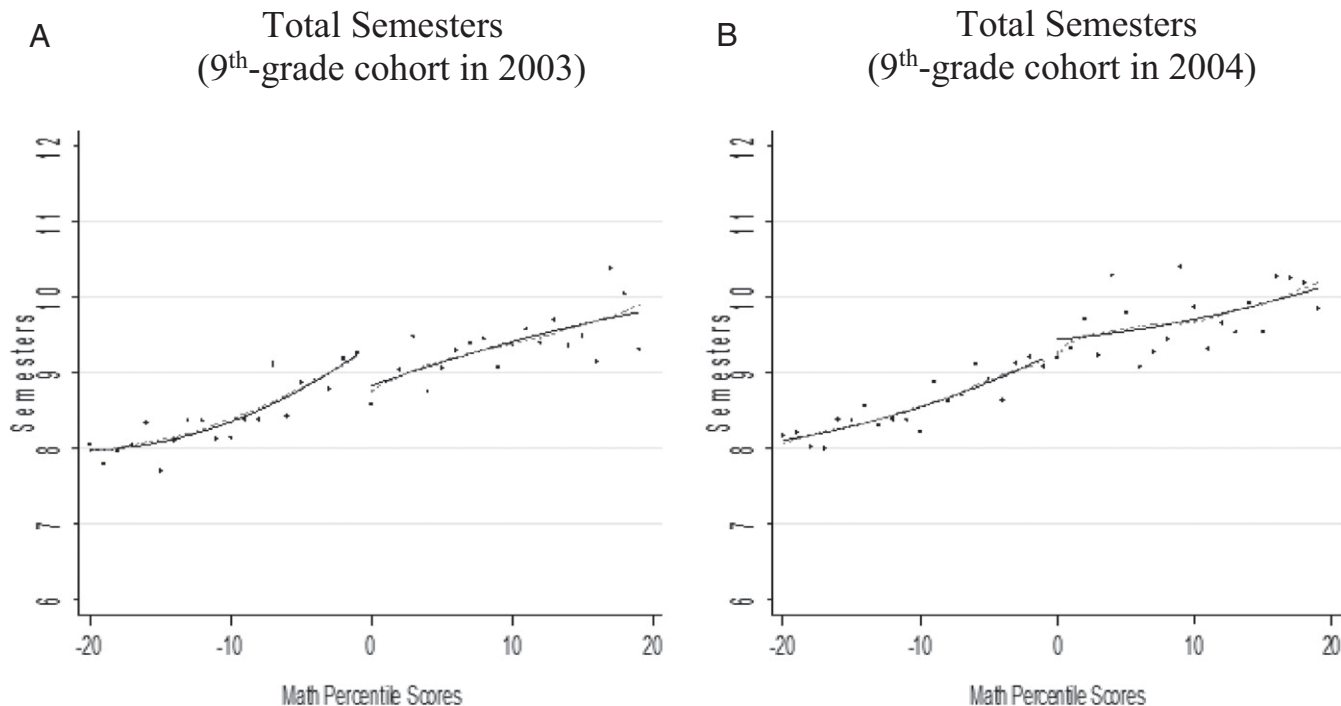 A
Total Semesters
(9th-grade cohort in 2003)
12
11
10
9
8
7
6
Semesters
-20 -10 0 10 20
Math Percentile Scores
B
Total Semesters
(9th-grade cohort in 2004)
12
11
10
9
8
7
6
Semesters
-20 -10 0 10 20
Math Percentile Scores